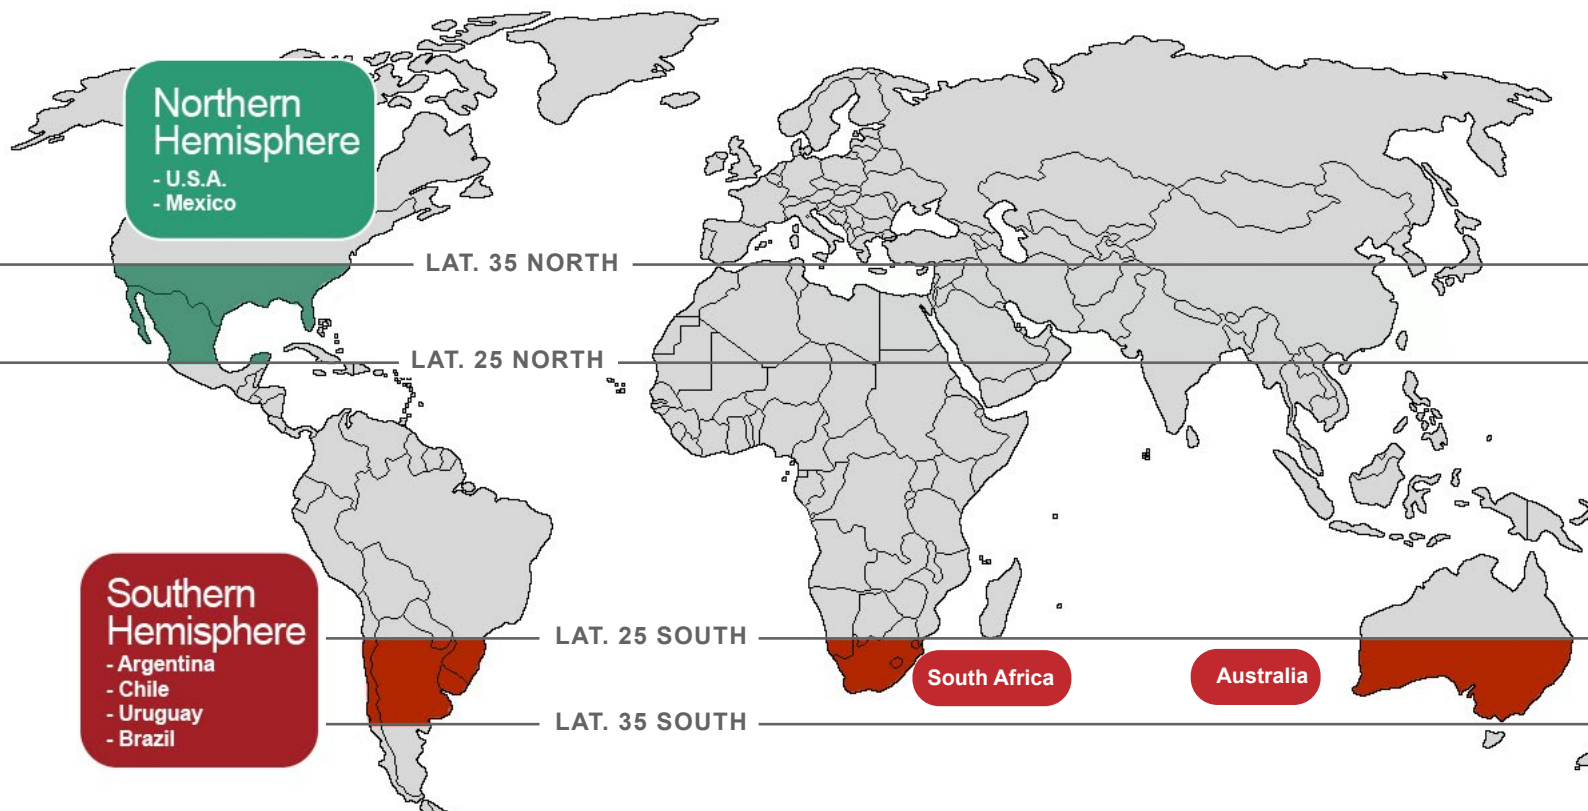 Northern
Hemisphere
- U.S.A.
- Mexico
LAT. 35 NORTH
LAT. 25 NORTH
Southern
Hemisphere
- Argentina
- Chile
- Uruguay
- Brazil
LAT. 25 SOUTH
South Africa
Australia
LAT. 35 SOUTH